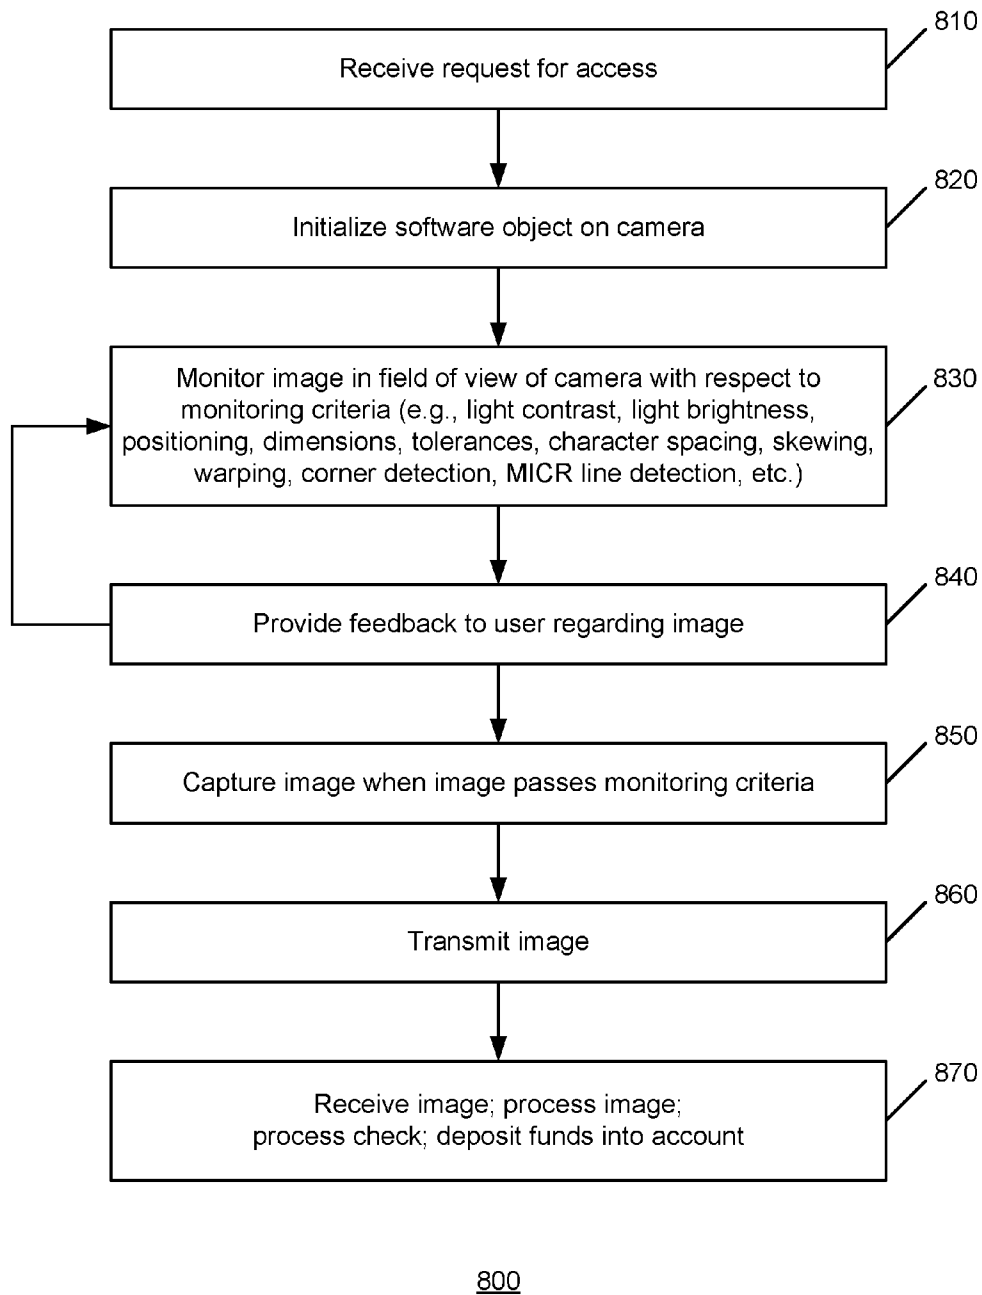 810
Receive request for access
820
Initialize software object on camera
830
Monitor image in field of view of camera with respect to
monitoring criteria (e.g., light contrast, light brightness,
positioning, dimensions, tolerances, character spacing, skewing,
warping, corner detection, MICR line detection, etc.)
840
Provide feedback to user regarding image
850
Capture image when image passes monitoring criteria
860
Transmit image
870
Receive image; process image;
process check; deposit funds into account
800